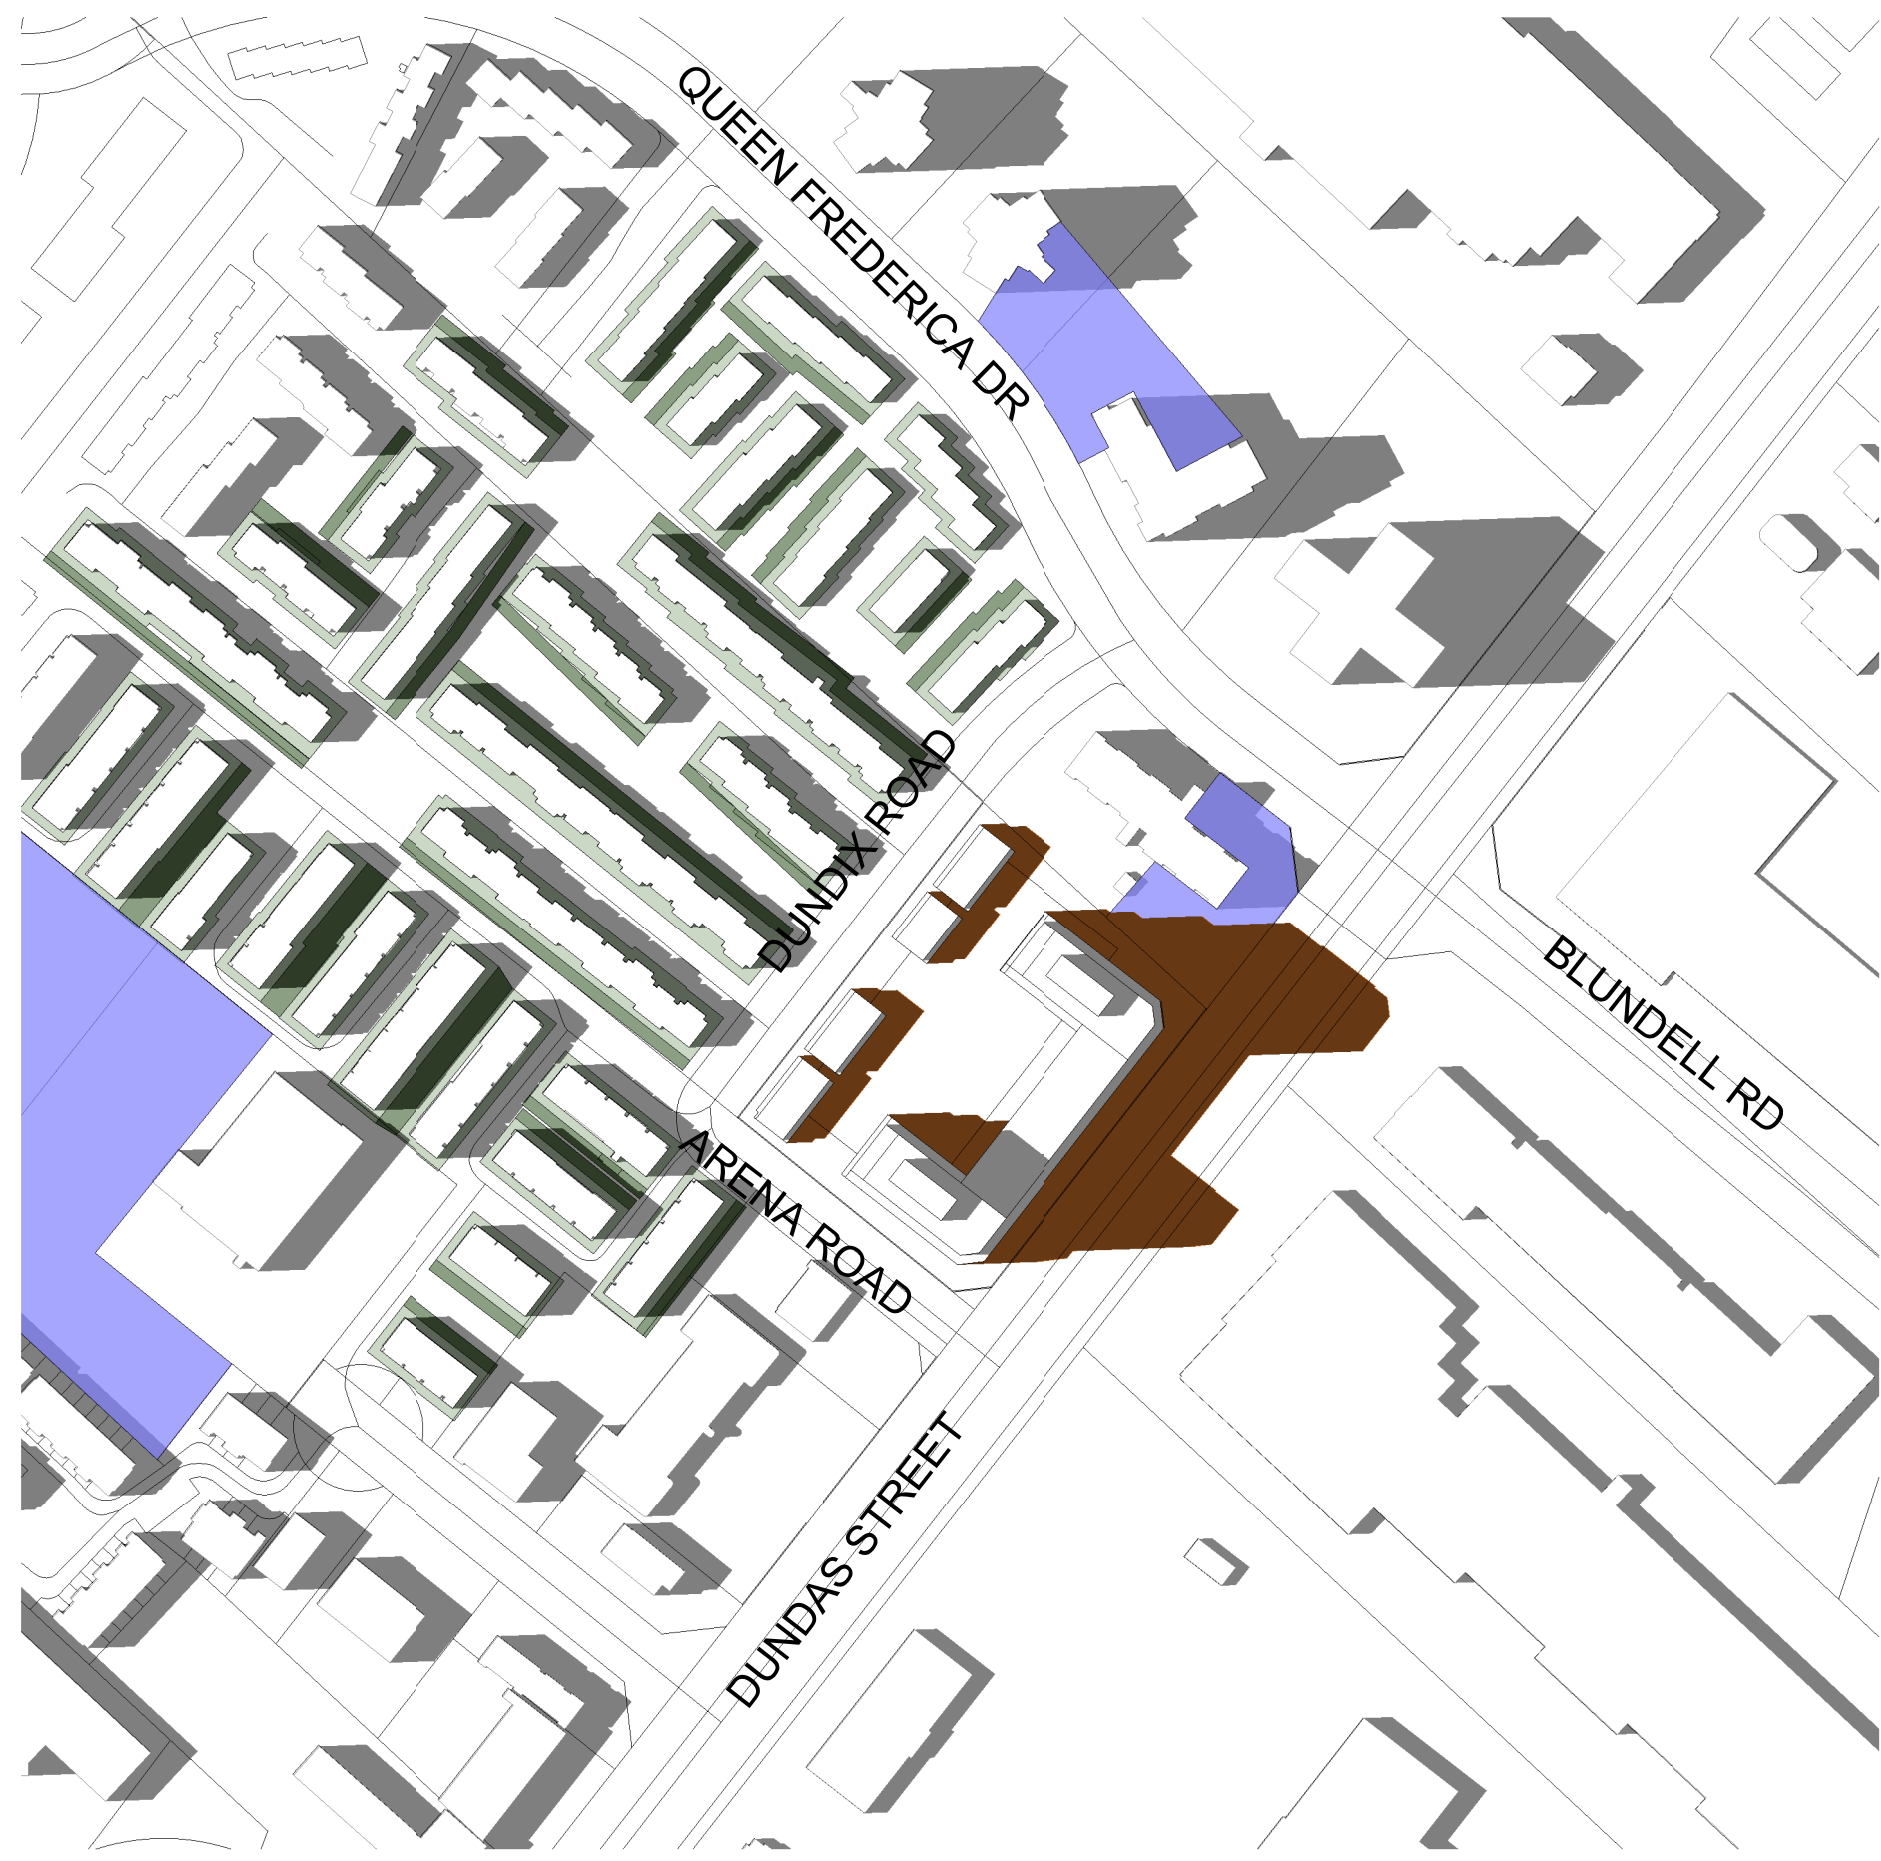 QUEEN FREDERICA DR
DUNDIX ROAD
BLUNDELL RD
ARENA ROAD
DUNDAS STREET